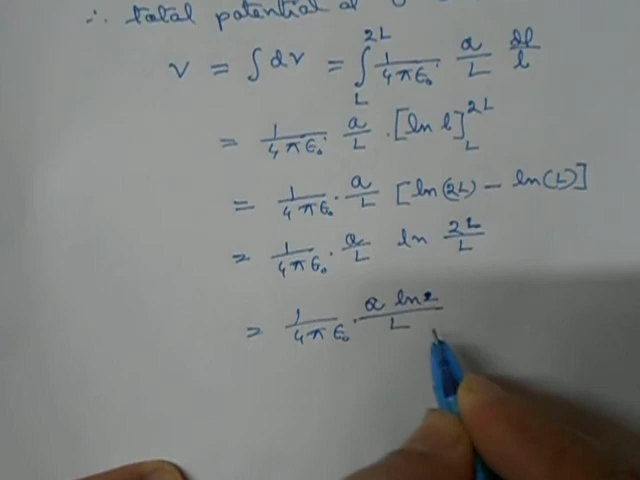 ∴ total potential at
V = ∫ dv = ∫_L^{2L} 1/4πε₀ Q/L dl/l
= 1/4πε₀ Q/L · [ln l]_L^{2L}
= 1/4πε₀ · Q/L [ln(2L) − ln(L)]
= 1/4πε₀ · Q/L ln 2L/L
= 1/4πε₀ · Q ln2/L